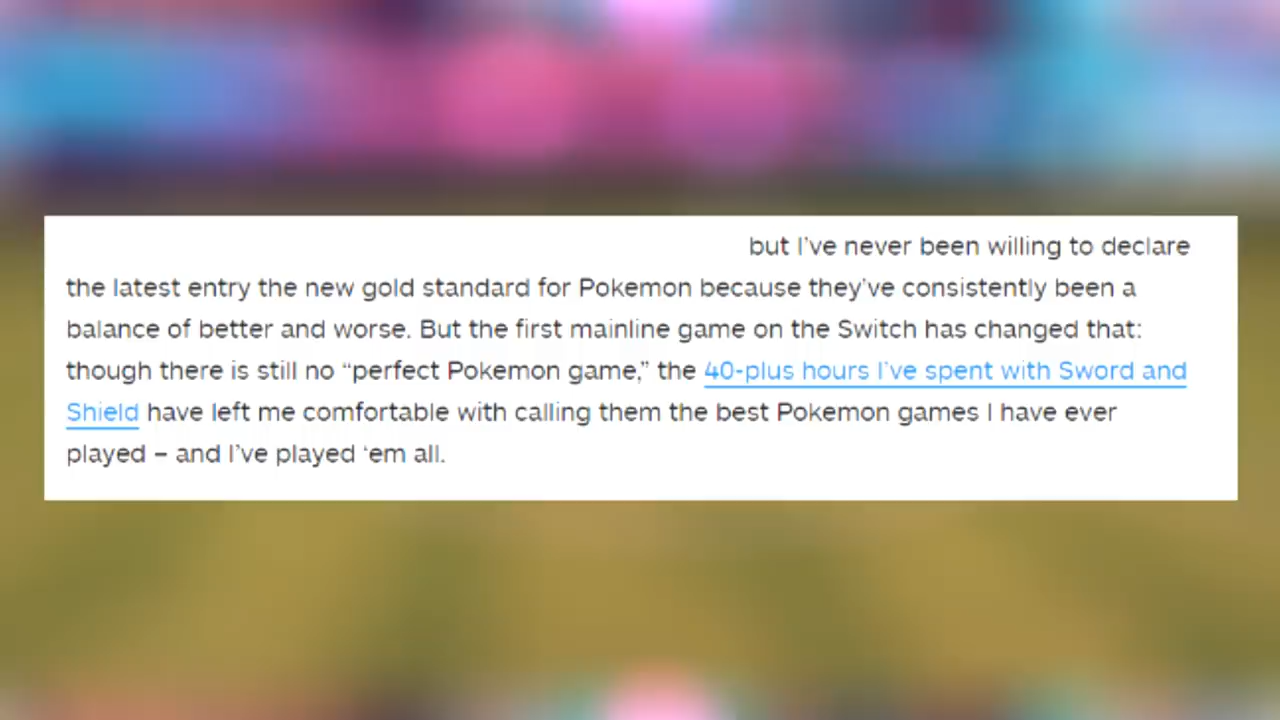 but I've never been willing to declare
the latest entry the new gold standard for Pokemon because they've consistently been a
balance of better and worse. But the first mainline game on the Switch has changed that:
though there is still no “perfect Pokemon game,” the 40-plus hours I've spent with Sword and
Shield have left me comfortable with calling them the best Pokemon games I have ever
played – and I've played ‘em all.